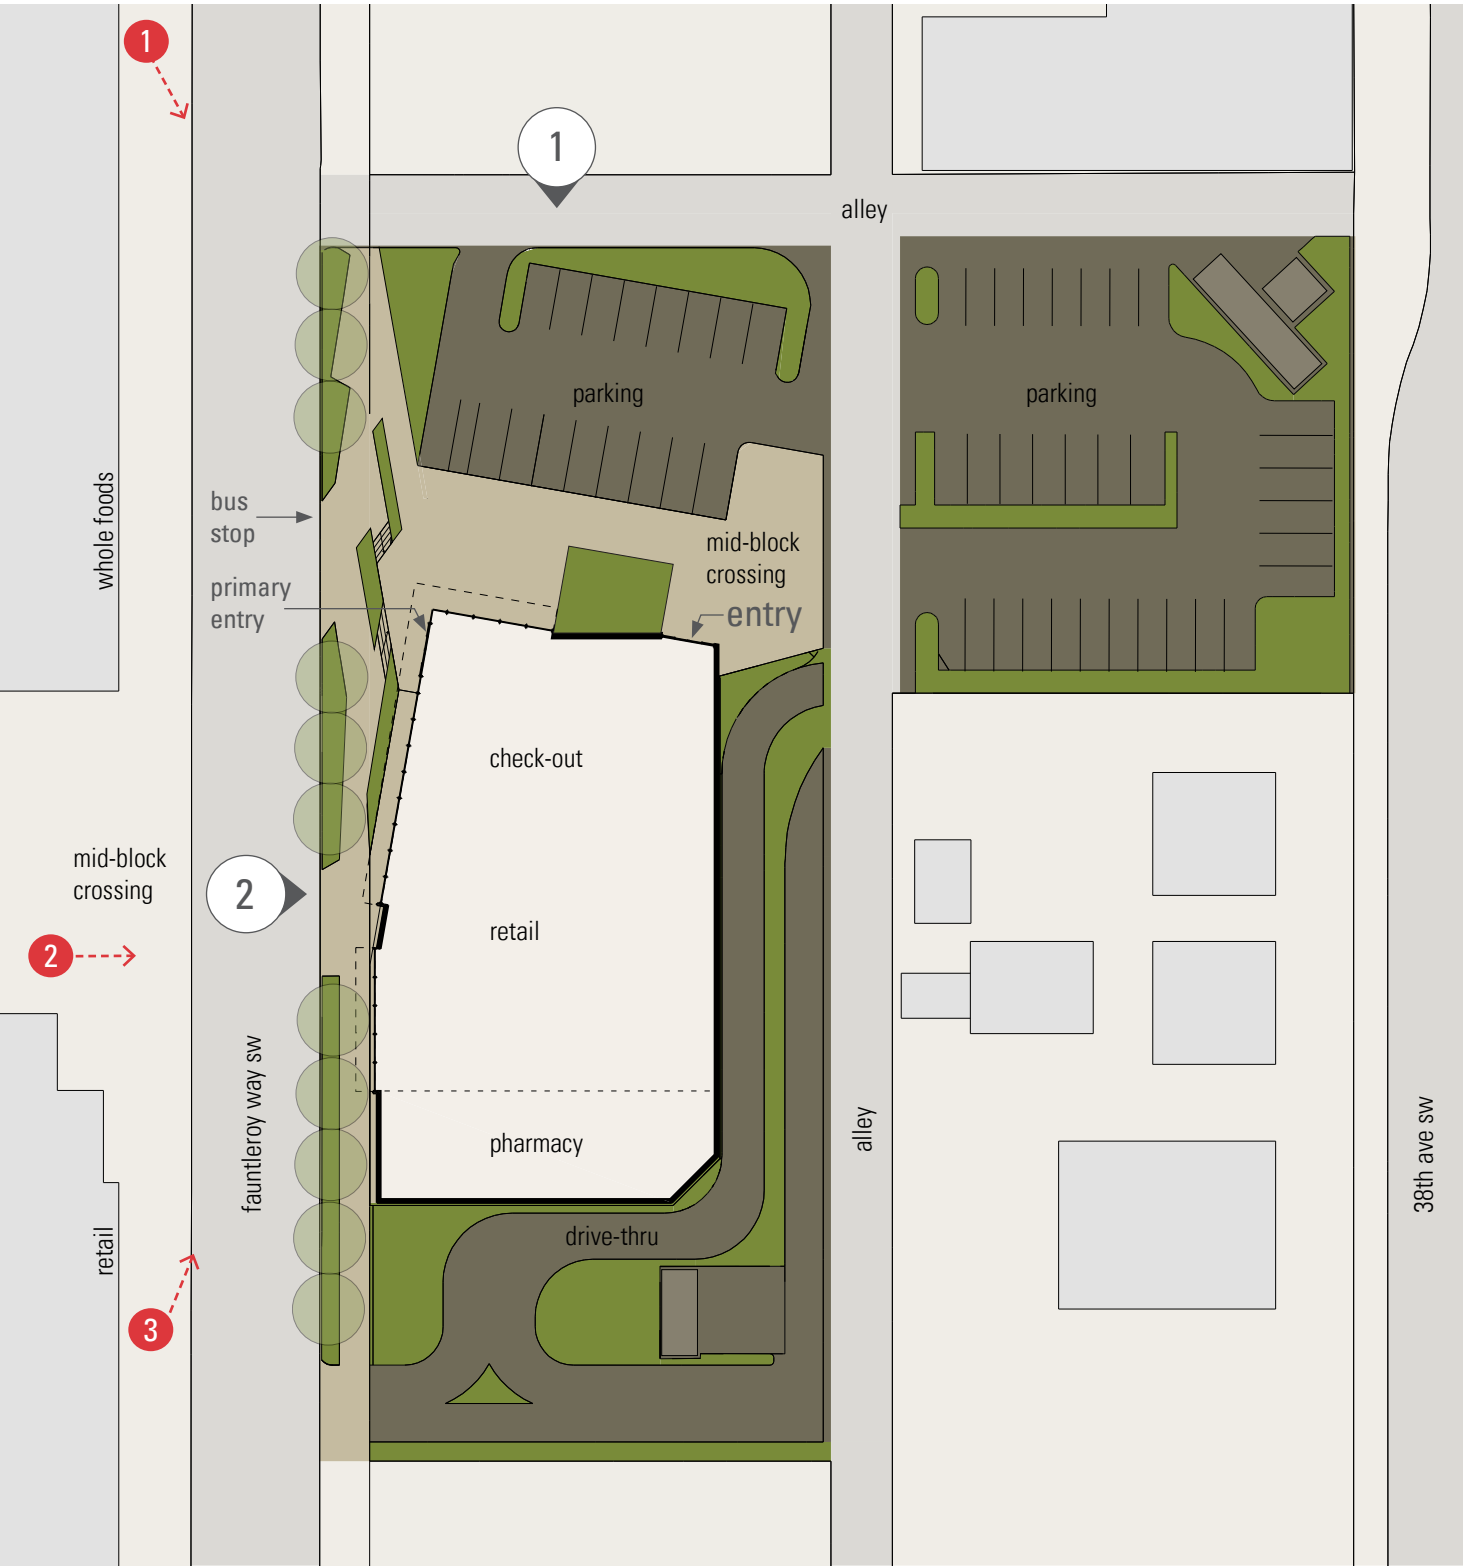 1
1
alley
parking
parking
whole foods
bus
stop
mid-block
crossing
primary
entry
entry
check-out
mid-block
crossing
2
retail
2
fauntleroy way sw
alley
38th ave sw
pharmacy
retail
drive-thru
3